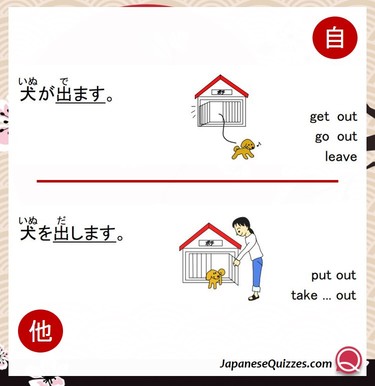 自
いぬ で
犬が出ます。
get out
go out
leave
いぬ だ
犬を出します。
put out
take ... out
他
JapaneseQuizzes.com